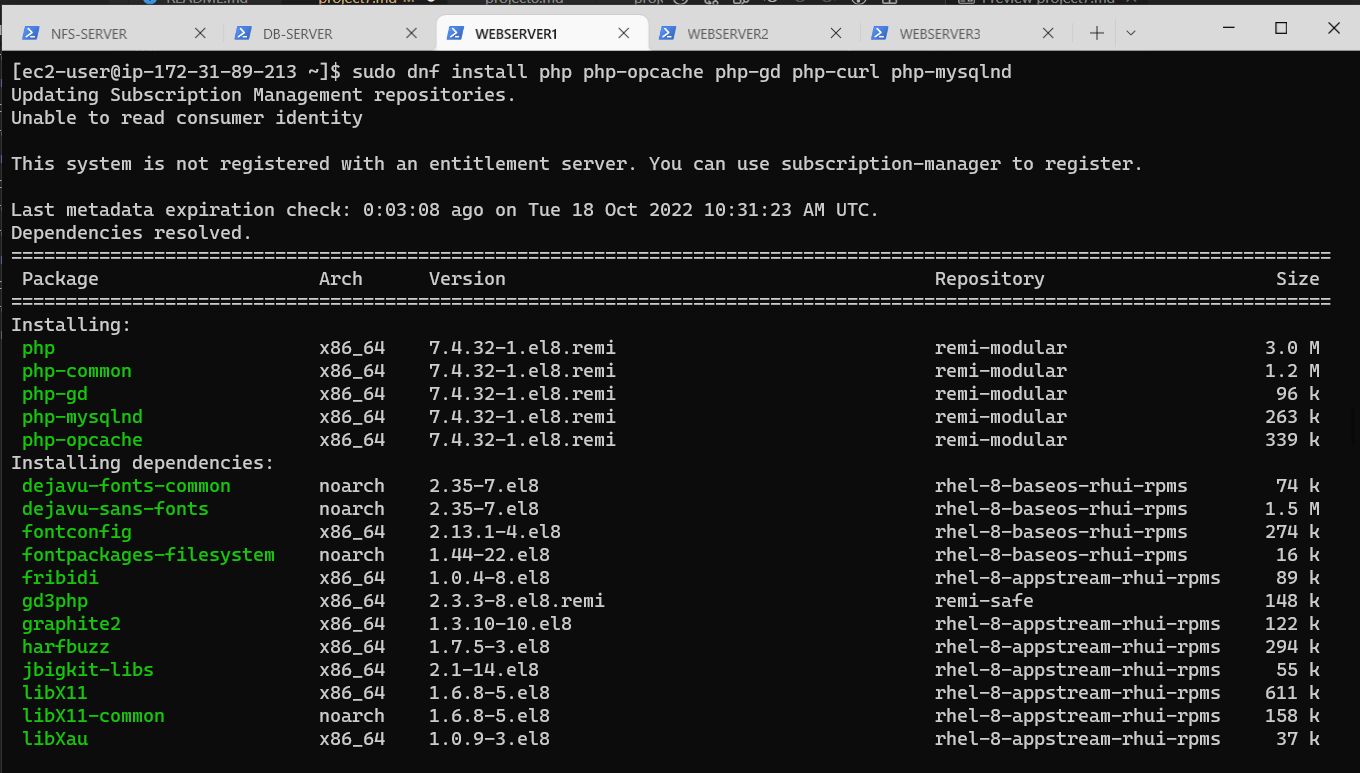 README.md project7.md M project6.md proj Preview project7.md
NFS-SERVER DB-SERVER WEBSERVER1 WEBSERVER2 WEBSERVER3
[ec2-user@ip-172-31-89-213 ~]$ sudo dnf install php php-opcache php-gd php-curl php-mysqlnd
Updating Subscription Management repositories.
Unable to read consumer identity
This system is not registered with an entitlement server. You can use subscription-manager to register.
Last metadata expiration check: 0:03:08 ago on Tue 18 Oct 2022 10:31:23 AM UTC.
Dependencies resolved.
================================================================================
Package Arch Version Repository Size
================================================================================
Installing:
php x86_64 7.4.32-1.el8.remi remi-modular 3.0 M
php-common x86_64 7.4.32-1.el8.remi remi-modular 1.2 M
php-gd x86_64 7.4.32-1.el8.remi remi-modular 96 k
php-mysqlnd x86_64 7.4.32-1.el8.remi remi-modular 263 k
php-opcache x86_64 7.4.32-1.el8.remi remi-modular 339 k
Installing dependencies:
dejavu-fonts-common noarch 2.35-7.el8 rhel-8-baseos-rhui-rpms 74 k
dejavu-sans-fonts noarch 2.35-7.el8 rhel-8-baseos-rhui-rpms 1.5 M
fontconfig x86_64 2.13.1-4.el8 rhel-8-baseos-rhui-rpms 274 k
fontpackages-filesystem noarch 1.44-22.el8 rhel-8-baseos-rhui-rpms 16 k
fribidi x86_64 1.0.4-8.el8 rhel-8-appstream-rhui-rpms 89 k
gd3php x86_64 2.3.3-8.el8.remi remi-safe 148 k
graphite2 x86_64 1.3.10-10.el8 rhel-8-appstream-rhui-rpms 122 k
harfbuzz x86_64 1.7.5-3.el8 rhel-8-appstream-rhui-rpms 294 k
jbigkit-libs x86_64 2.1-14.el8 rhel-8-appstream-rhui-rpms 55 k
libX11 x86_64 1.6.8-5.el8 rhel-8-appstream-rhui-rpms 611 k
libX11-common noarch 1.6.8-5.el8 rhel-8-appstream-rhui-rpms 158 k
libXau x86_64 1.0.9-3.el8 rhel-8-appstream-rhui-rpms 37 k